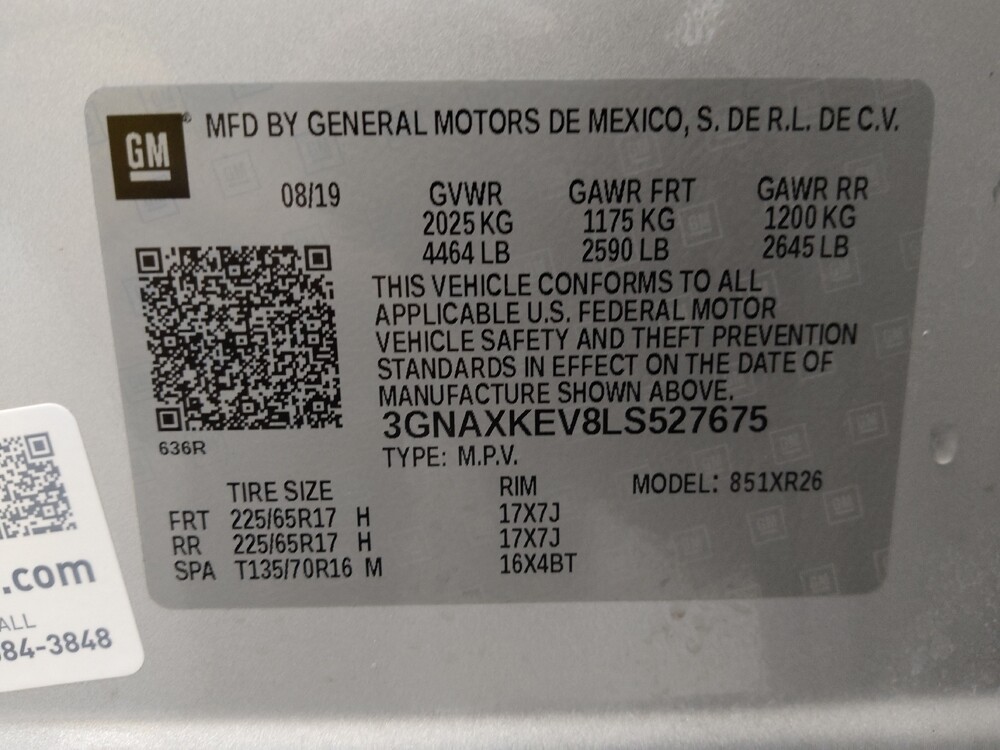 GM
MFD BY GENERAL MOTORS DE MEXICO, S. DE R.L. DE C.V.
08/19 GVWR GAWR FRT GAWR RR
2025 KG 1175 KG 1200 KG
4464 LB 2590 LB 2645 LB
THIS VEHICLE CONFORMS TO ALL
APPLICABLE U.S. FEDERAL MOTOR
VEHICLE SAFETY AND THEFT PREVENTION
STANDARDS IN EFFECT ON THE DATE OF
MANUFACTURE SHOWN ABOVE.
3GNAXKEV8LS527675
636R
TYPE: M.P.V.
TIRE SIZE RIM MODEL: 851XR26
FRT 225/65R17 H 17X7J
RR 225/65R17 H 17X7J
SPA T135/70R16 M 16X4BT
.com
ALL
84-3848